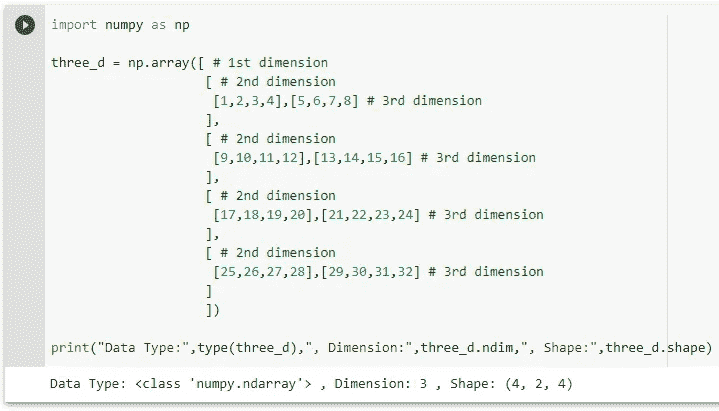 import numpy as np
three_d = np.array([ # 1st dimension
[ # 2nd dimension
[1,2,3,4],[5,6,7,8] # 3rd dimension
],
[ # 2nd dimension
[9,10,11,12],[13,14,15,16] # 3rd dimension
],
[ # 2nd dimension
[17,18,19,20],[21,22,23,24] # 3rd dimension
],
[ # 2nd dimension
[25,26,27,28],[29,30,31,32] # 3rd dimension
]
])
print("Data Type:",type(three_d),", Dimension:",three_d.ndim,", Shape:",three_d.shape)
Data Type: <class 'numpy.ndarray'> , Dimension: 3 , Shape: (4, 2, 4)